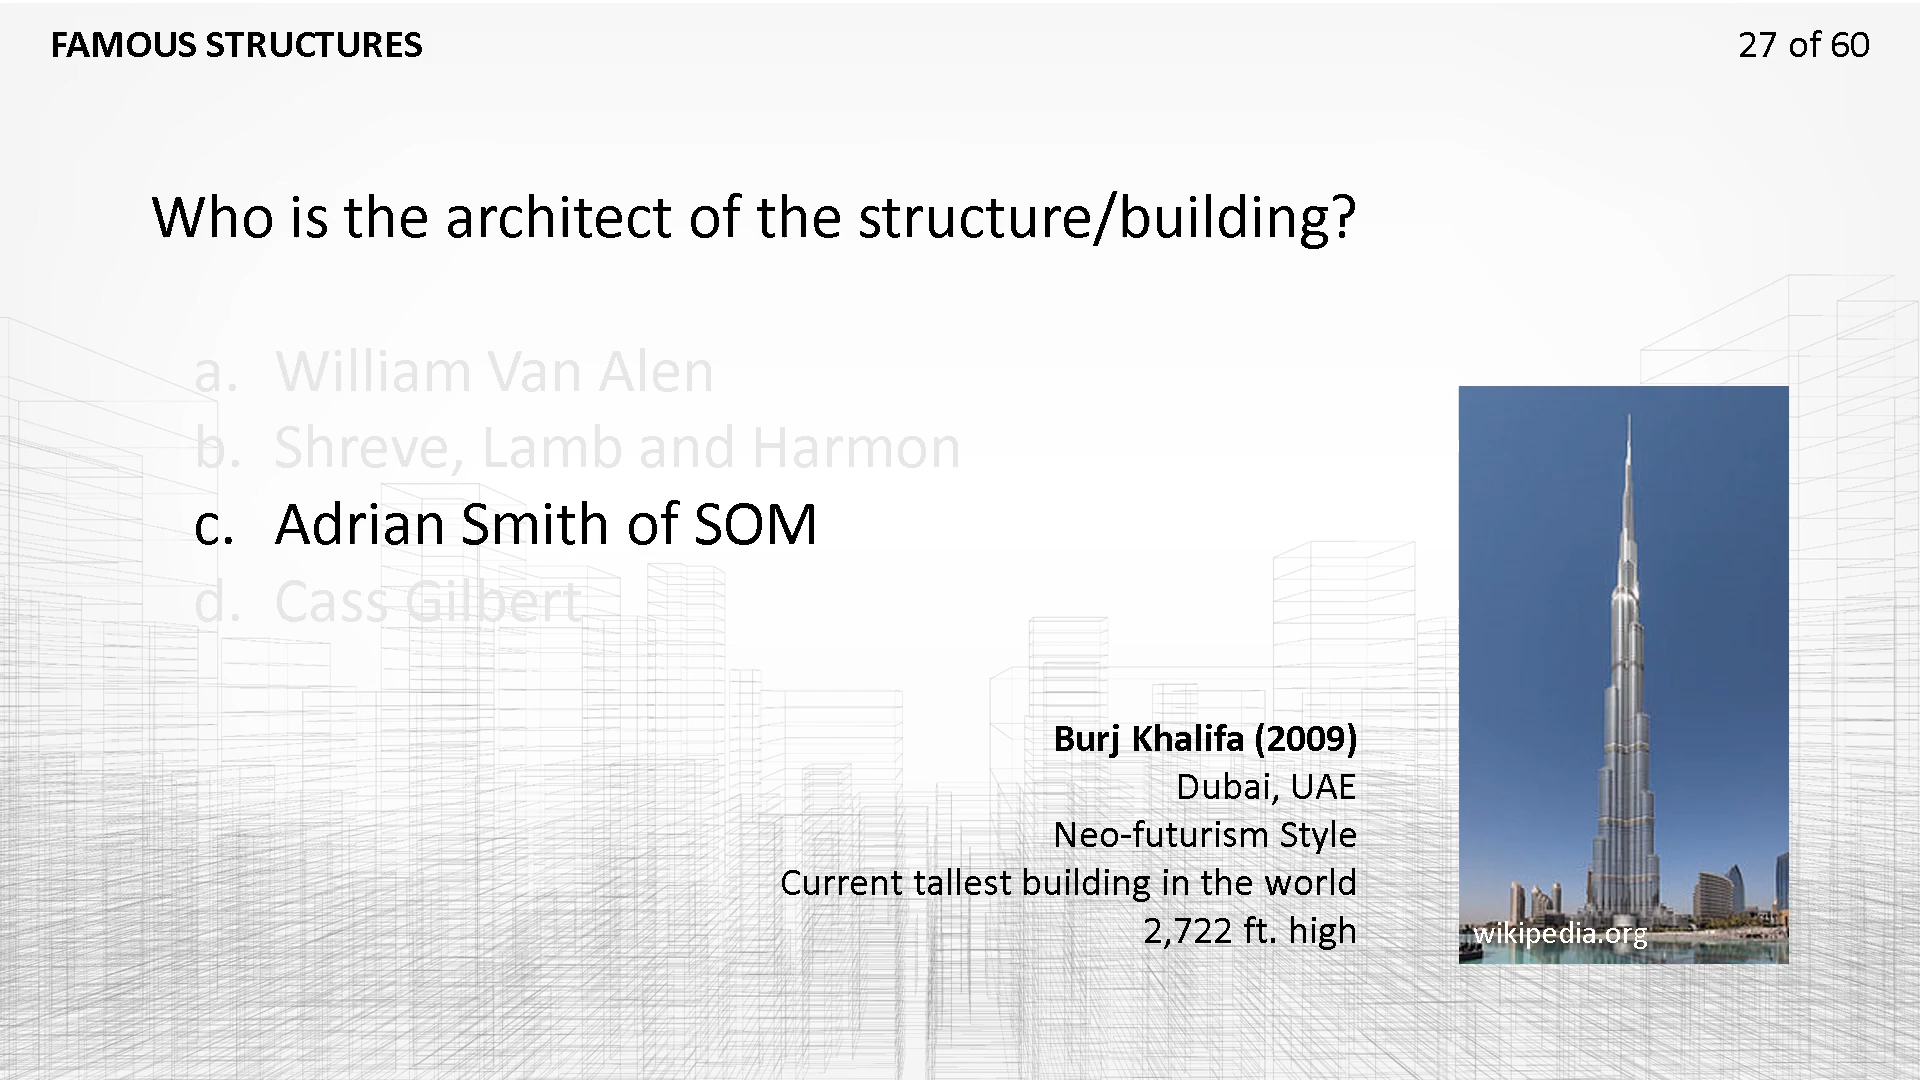 FAMOUS STRUCTURES
27 of 60
Who is the architect of the structure/building?
a. William Van Alen
b. Shreve, Lamb and Harmon
c. Adrian Smith of SOM
d. Cass Gilbert
Burj Khalifa (2009)
Dubai, UAE
Neo-futurism Style
Current tallest building in the world
2,722 ft. high
wikipedia.org